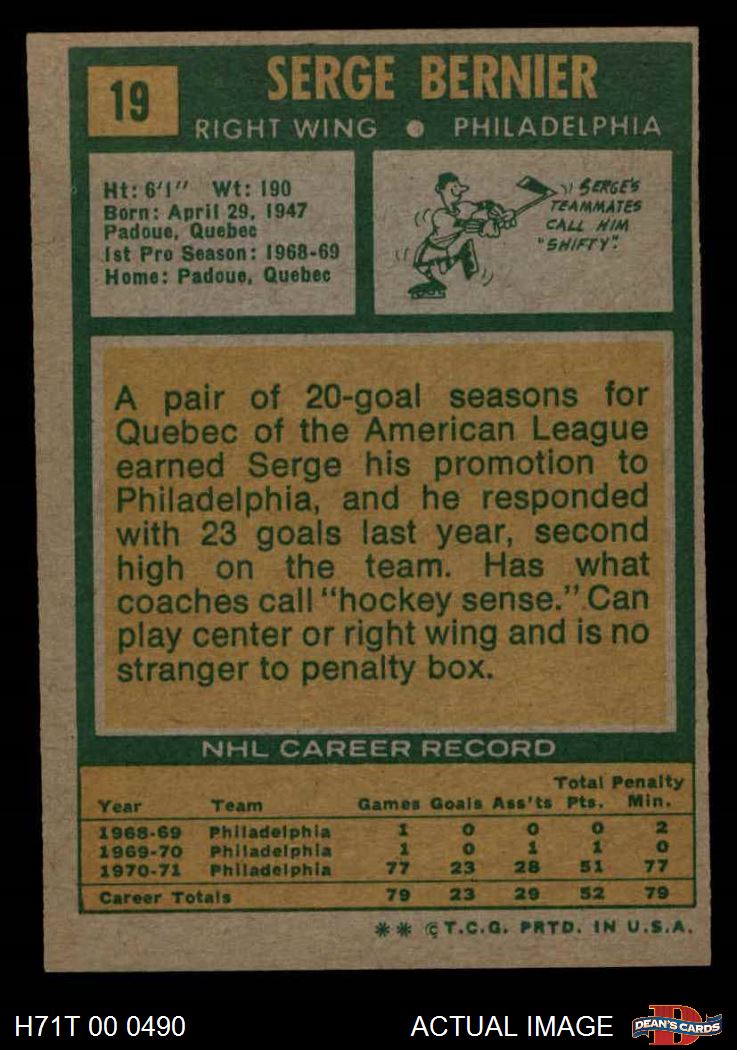 19
SERGE BERNIER
RIGHT WING ● PHILADELPHIA
Ht: 6'1" Wt: 190
Born: April 29, 1947
Padoue, Quebec
1st Pro Season: 1968-69
Home: Padoue, Quebec
SERGE'S
TEAMMATES
CALL HIM
"SHIFTY".
A pair of 20-goal seasons for
Quebec of the American League
earned Serge his promotion to
Philadelphia, and he responded
with 23 goals last year, second
high on the team. Has what
coaches call "hockey sense." Can
play center or right wing and is no
stranger to penalty box.
NHL CAREER RECORD
Total Penalty
Year Team Games Goals Ass'ts Pts. Min.
1968-69 Philadelphia 1 0 0 0 2
1969-70 Philadelphia 1 0 1 1 0
1970-71 Philadelphia 77 23 28 51 77
Career Totals 79 23 29 52 79
** © T.C.G. PRTD. IN U.S.A.
H71T 00 0490
ACTUAL IMAGE
D
DEAN'S CARDS